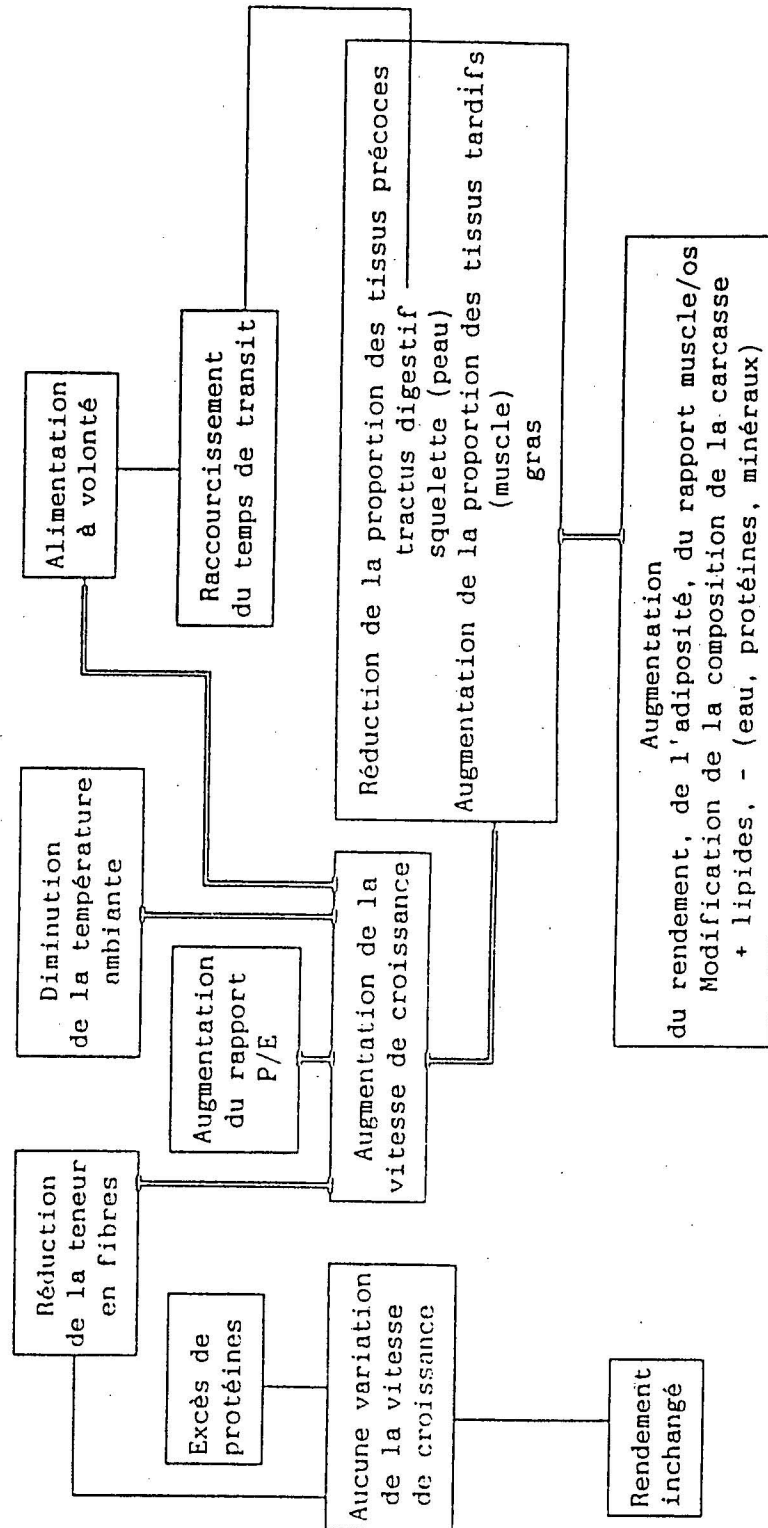 Réduction
de la teneur
en fibres
Diminution
de la température
ambiante
Alimentation
à volonté
Excès de
protéines
Augmentation
du rapport
P/E
Raccourcissement
du temps de transit
Aucune variation
de la vitesse
de croissance
Augmentation de la
vitesse de croissance
Réduction de la proportion des tissus précoces
tractus digestif
squelette (peau)
Augmentation de la proportion des tissus tardifs
(muscle)
gras
Rendement
inchangé
Augmentation
du rendement, de l'adiposité, du rapport muscle/os
Modification de la composition de la carcasse
+ lipides, - (eau, protéines, minéraux)